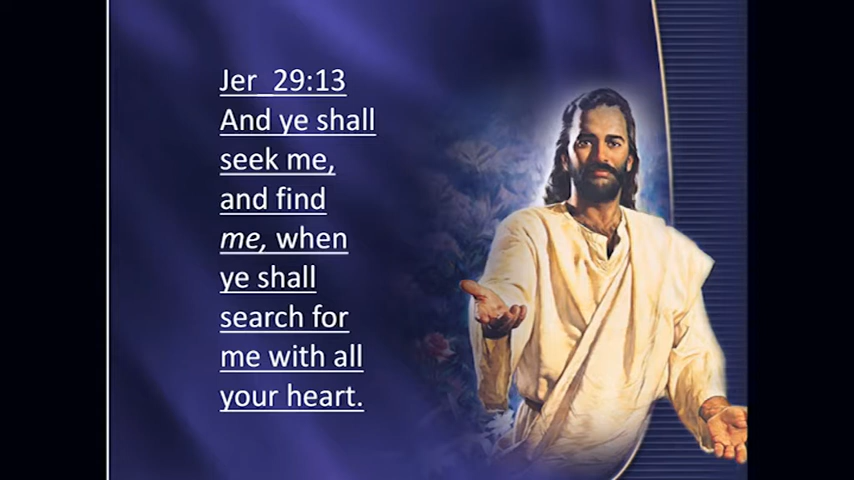 Jer 29:13
And ye shall
seek me,
and find
me, when
ye shall
search for
me with all
your heart.